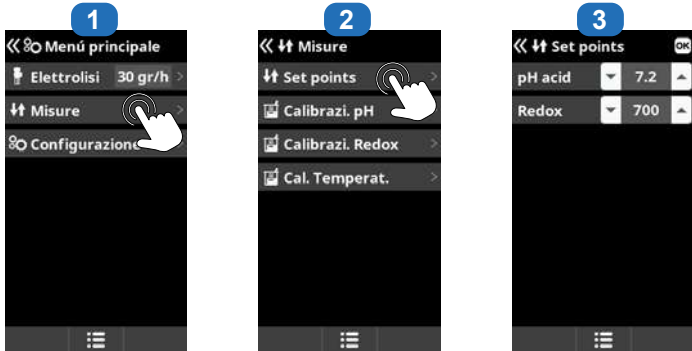 1
Menú principale
Elettrolisi 30 gr/h
Misure
Configurazione
2
Misure
Set points
Calibrazi. pH
Calibrazi. Redox
Cal. Temperat.
3
Set points OK
pH acid 7.2
Redox 700